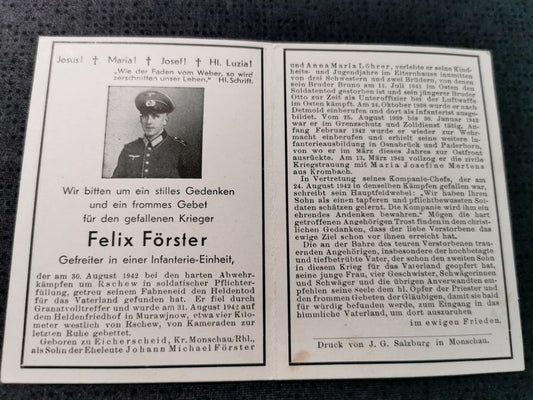 Jesus! † Maria! † Josef! † Hl. Luzia!
„Wie der Faden vom Weber, so wird
zerschnitten unser Leben." Hl. Schrift.
Wir bitten um ein stilles Gedenken
und ein frommes Gebet
für den gefallenen Krieger
Felix Förster
Gefreiter in einer Infanterie-Einheit,
der am 30. August 1942 bei den harten Abwehr-
kämpfen um Rschew in soldatischer Pflichter-
füllung, getreu seinem Fahneneid den Heldentod
für das Vaterland gefunden hat. Er fiel durch
Granatvolltreffer und wurde am 31. August 1942 auf
dem Heldenfriedhof in Murawjnow, etwa vier Kilo-
meter westlich von Rschew, von Kameraden zur
letzten Ruhe gebettet.
Geboren zu Eicherscheid, Kr. Monschau/Rhl.,
als Sohn der Eheleute Johann Michael Förster
und Anna Maria Löhrer, verlebte er seine Kind-
heits- und Jugendjahre im Elternhause inmitten
von drei Schwestern und zwei Brüdern, von denen
sein Bruder Bruno am 11. Juli 1941 im Osten den
Soldatentod gestorben ist und sein jüngerer Bruder
Otto zur Zeit als Unteroffizier bei der Luftwaffe
im Osten kämpft. Am 24. Oktober 1938 wurde er nach
Detmold einberufen und dort als Infanterist ausge-
bildet. Vom 25. August 1939 bis 30. Januar 1942
war er im Grenzschutz und Zolldienst tätig. An-
fang Februar 1942 wurde er wieder zur Wehr-
macht einberufen und erhielt seine weitere In-
fanterieausbildung in Osnabrück und Paderborn,
von wo er im März dieses Jahres zur Ostfront
ausrückte. Am 13. März 1942 vollzog er die zivile
Kriegstrauung mit Maria Josefine Mertens
aus Krombach.
In Vertretung seines Kompanie-Chefs, der am
24. August 1942 in denselben Kämpfen gefallen war,
schreibt sein Hauptfeldwebel: „Wir haben Ihren
Sohn als einen tapferen und pflichtbewussten Sol-
daten schätzen gelernt. Die Kompanie wird ihm ein
ehrendes Andenken bewahren." Mögen die hart
getroffenen Angehörigen Trost finden in dem christ-
lichen Gedanken, dass der liebe Verstorbene das
ewige Ziel schon vor ihnen erreicht hat.
Die an der Bahre des teuren Verstorbenen trau-
ernden Angehörigen, insbesondere der hochbetagte
und tiefbetrübte Vater, der schon den zweiten Sohn
in diesem Krieg für das Vaterland geopfert hat,
seine junge Frau, vier Geschwister, Schwägerinnen
und Schwäger und die übrigen Anverwandten emp-
fehlen seine Seele dem hl. Opfer der Priester und
den frommen Gebeten der Gläubigen, damit sie bald
für würdig befunden werde, zum Eingang in das
himmlische Vaterland, um dort auszuruhen
im ewigen Frieden.
Druck von J. G. Salzburg in Monschau.